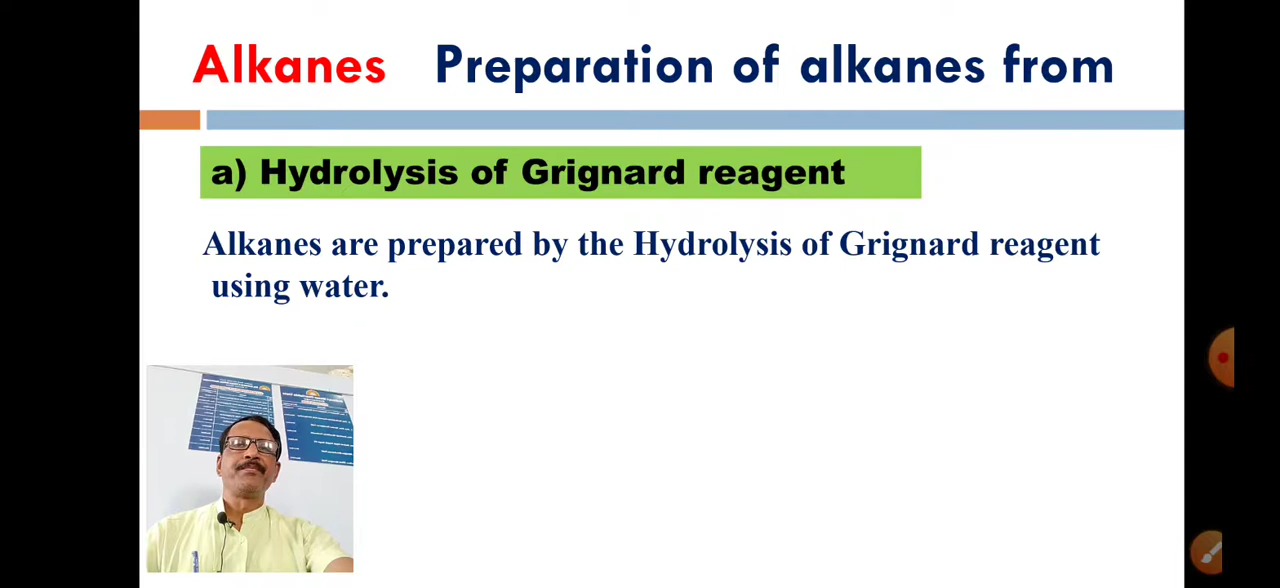 Alkanes Preparation of alkanes from
a) Hydrolysis of Grignard reagent
Alkanes are prepared by the Hydrolysis of Grignard reagent
using water.